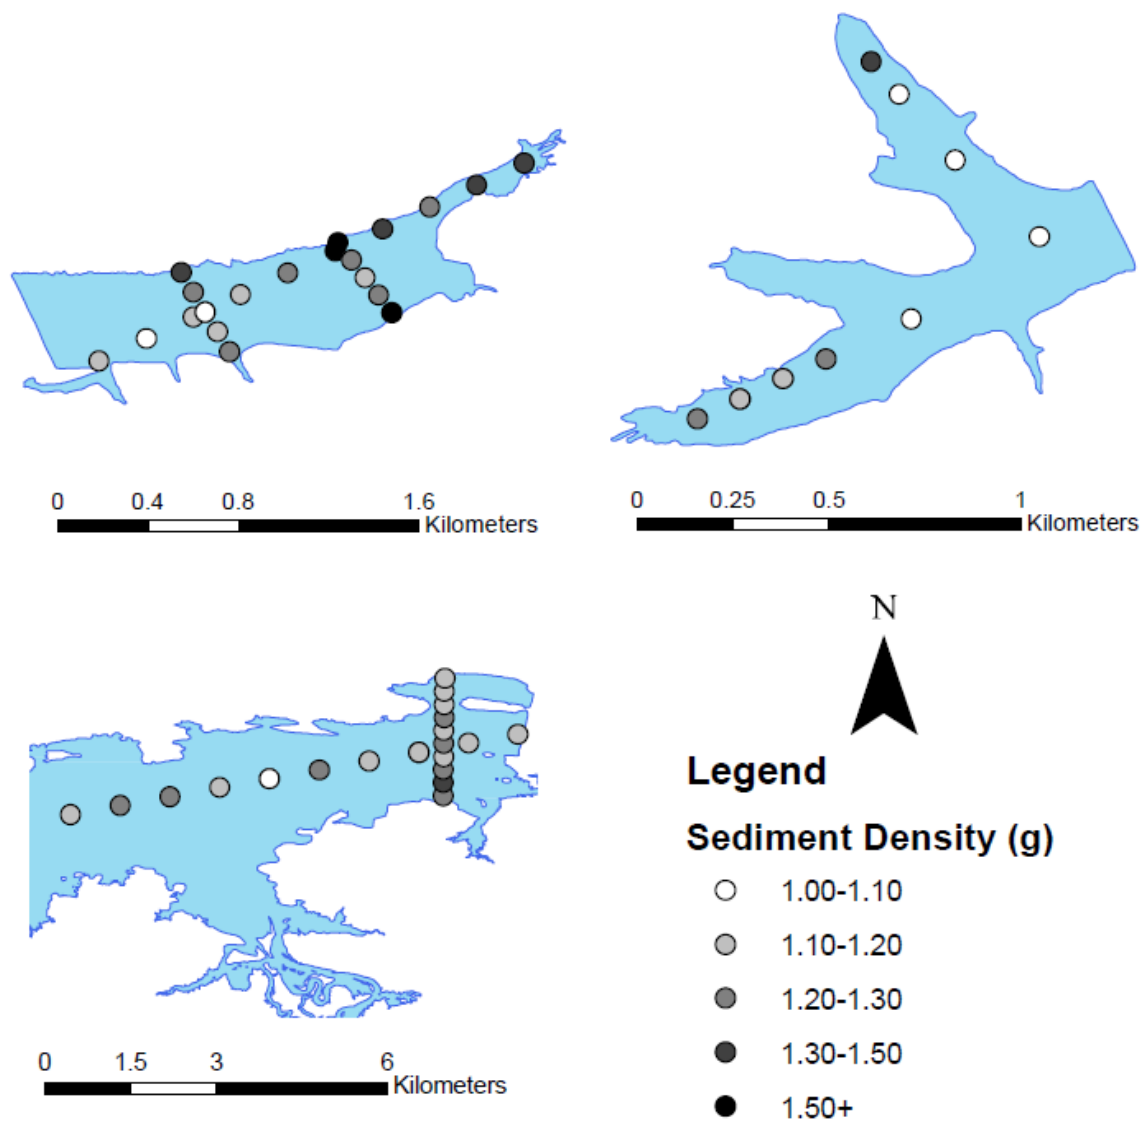 0 0.4 0.8 1.6
Kilometers
0 0.25 0.5 1
Kilometers
N
Legend
Sediment Density (g)
1.00-1.10
1.10-1.20
1.20-1.30
1.30-1.50
1.50+
0 1.5 3 6
Kilometers